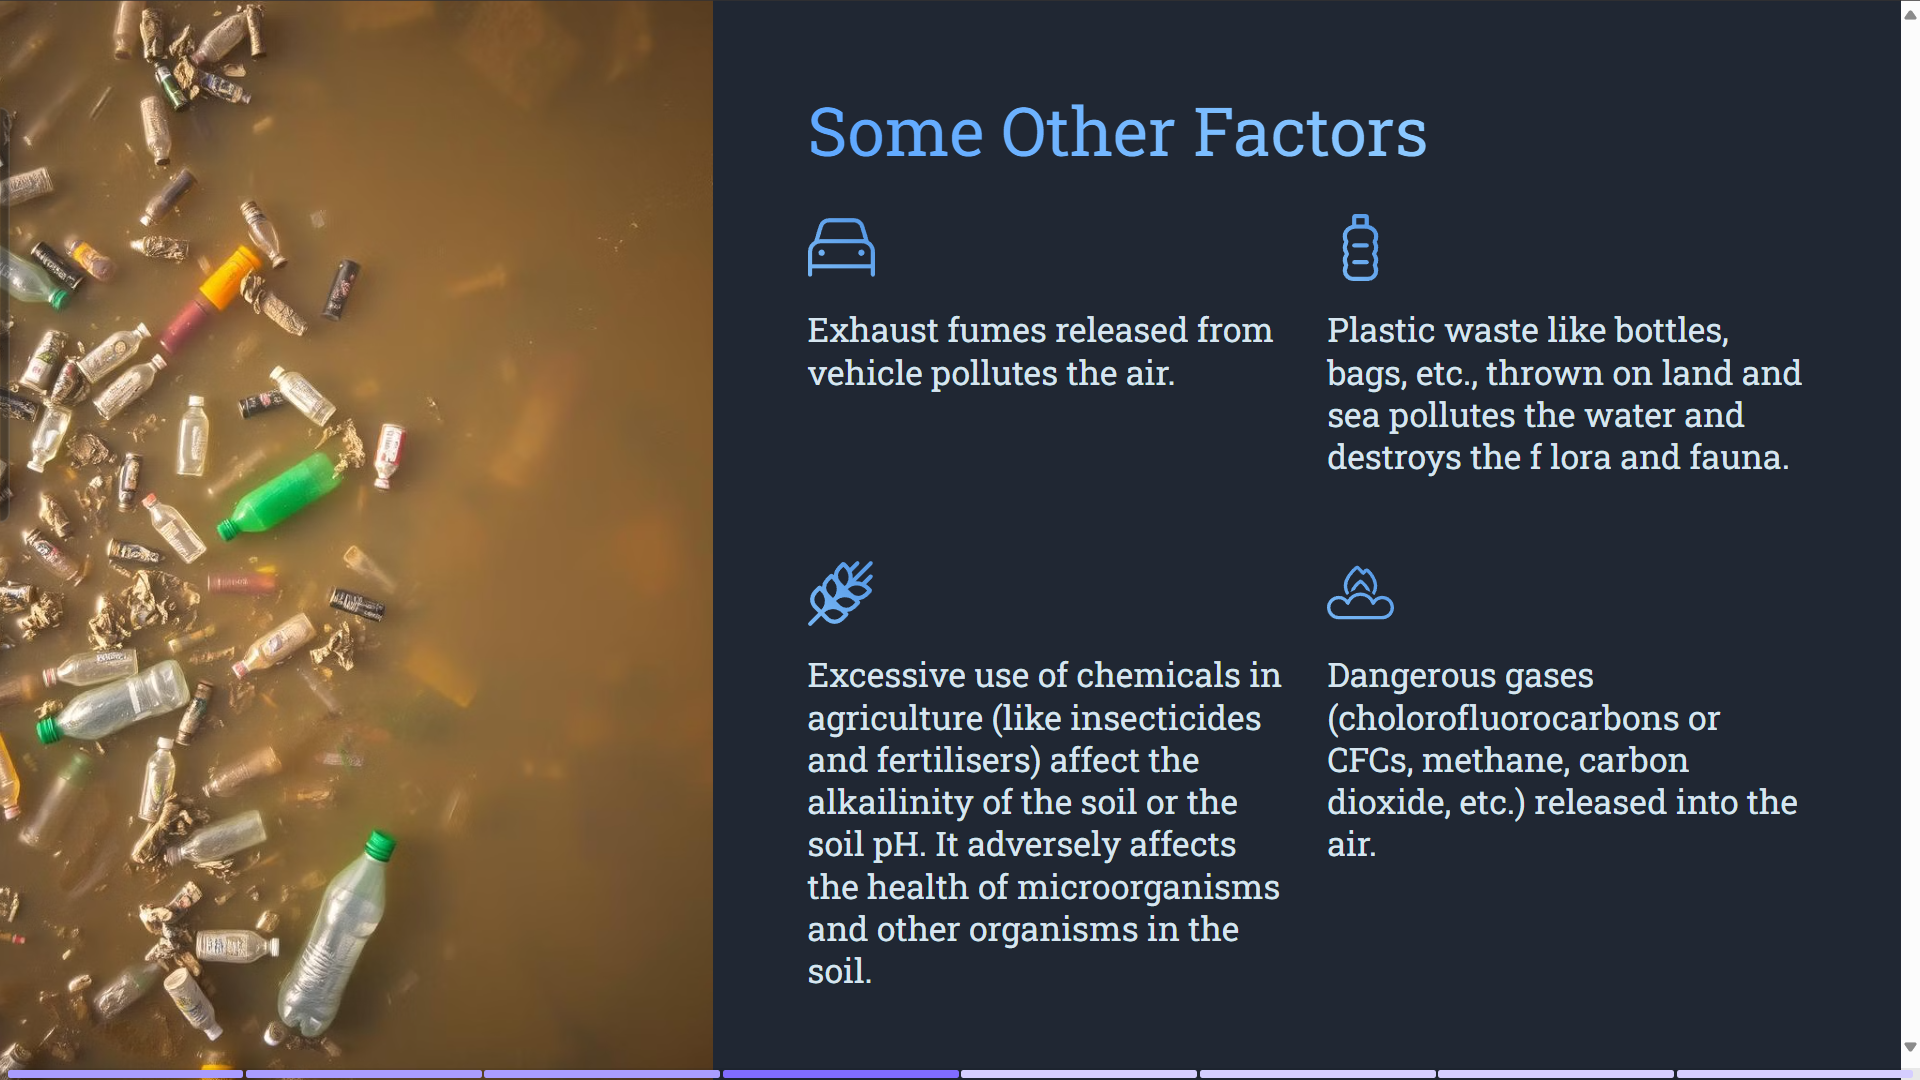 Some Other Factors
Exhaust fumes released from
vehicle pollutes the air.
Plastic waste like bottles,
bags, etc., thrown on land and
sea pollutes the water and
destroys the f lora and fauna.
Excessive use of chemicals in
agriculture (like insecticides
and fertilisers) affect the
alkailinity of the soil or the
soil pH. It adversely affects
the health of microorganisms
and other organisms in the
soil.
Dangerous gases
(cholorofluorocarbons or
CFCs, methane, carbon
dioxide, etc.) released into the
air.